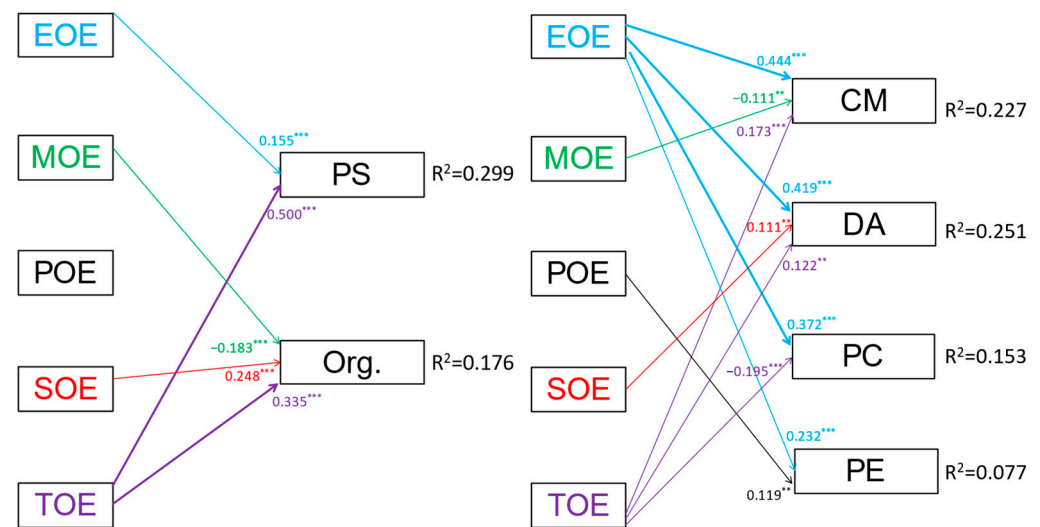 EOE
MOE
POE
SOE
TOE
0.155***
PS
R²=0.299
0.500***
−0.183***
Org.
R²=0.176
0.248***
0.335***
EOE
MOE
POE
SOE
TOE
0.444***
−0.111**
CM
R²=0.227
0.173***
0.419***
0.111**
DA
R²=0.251
0.122**
0.372***
PC
R²=0.153
−0.195***
0.232***
PE
R²=0.077
0.119**